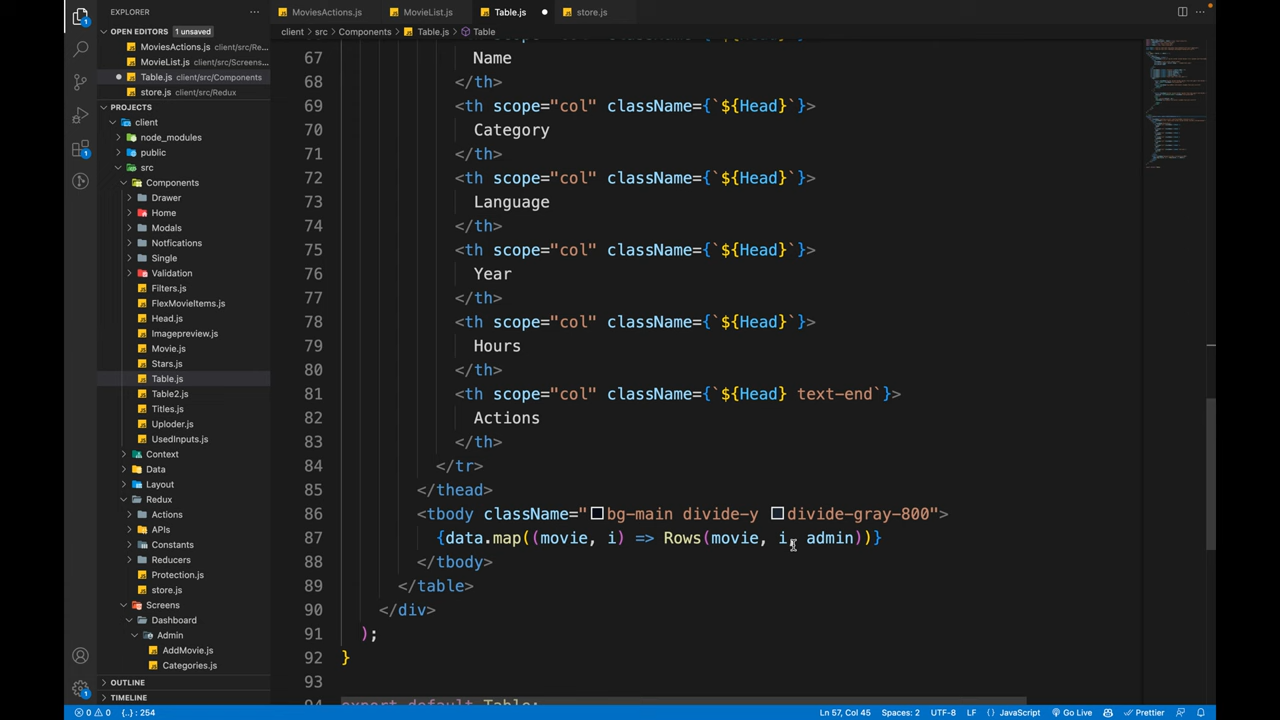 EXPLORER
MoviesActions.js
MovieList.js
Table.js
store.js
OPEN EDITORS 1 unsaved
MoviesActions.js client/src/Re...
MovieList.js client/src/Screens...
Table.js client/src/Components
store.js client/src/Redux
PROJECTS
client
node_modules
public
src
Components
Drawer
Home
Modals
Notfications
Single
Validation
Filters.js
FlexMovieItems.js
Head.js
Imagepreview.js
Movie.js
Stars.js
Table.js
Table2.js
Titles.js
Uploder.js
UsedInputs.js
Context
Data
Layout
Redux
Actions
APIs
Constants
Reducers
Protection.js
store.js
Screens
Dashboard
Admin
AddMovie.js
Categories.js
OUTLINE
TIMELINE
client > src > Components > Table.js > Table
67 Name
68 </th>
69 <th scope="col" className={`${Head}`}>
70 Category
71 </th>
72 <th scope="col" className={`${Head}`}>
73 Language
74 </th>
75 <th scope="col" className={`${Head}`}>
76 Year
77 </th>
78 <th scope="col" className={`${Head}`}>
79 Hours
80 </th>
81 <th scope="col" className={`${Head} text-end`}>
82 Actions
83 </th>
84 </tr>
85 </thead>
86 <tbody className="bg-main divide-y divide-gray-800">
87 {data.map((movie, i) => Rows(movie, i, admin))}
88 </tbody>
89 </table>
90 </div>
91 );
92 }
93
94 export default Table;
0 0 {..} : 254
Ln 57, Col 45 Spaces: 2 UTF-8 LF {} JavaScript Go Live Prettier